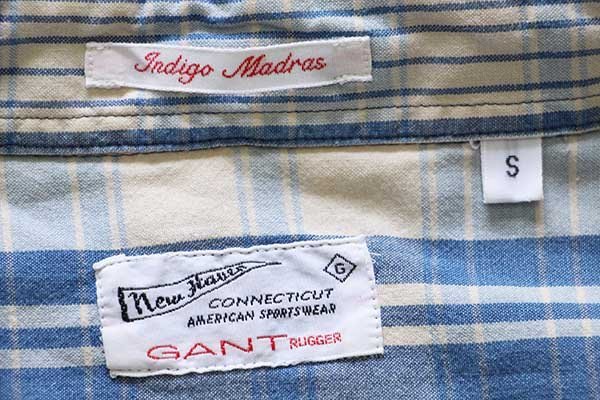 Indigo Madras
S
New Haven
G
CONNECTICUT
AMERICAN SPORTSWEAR
GANT RUGGER